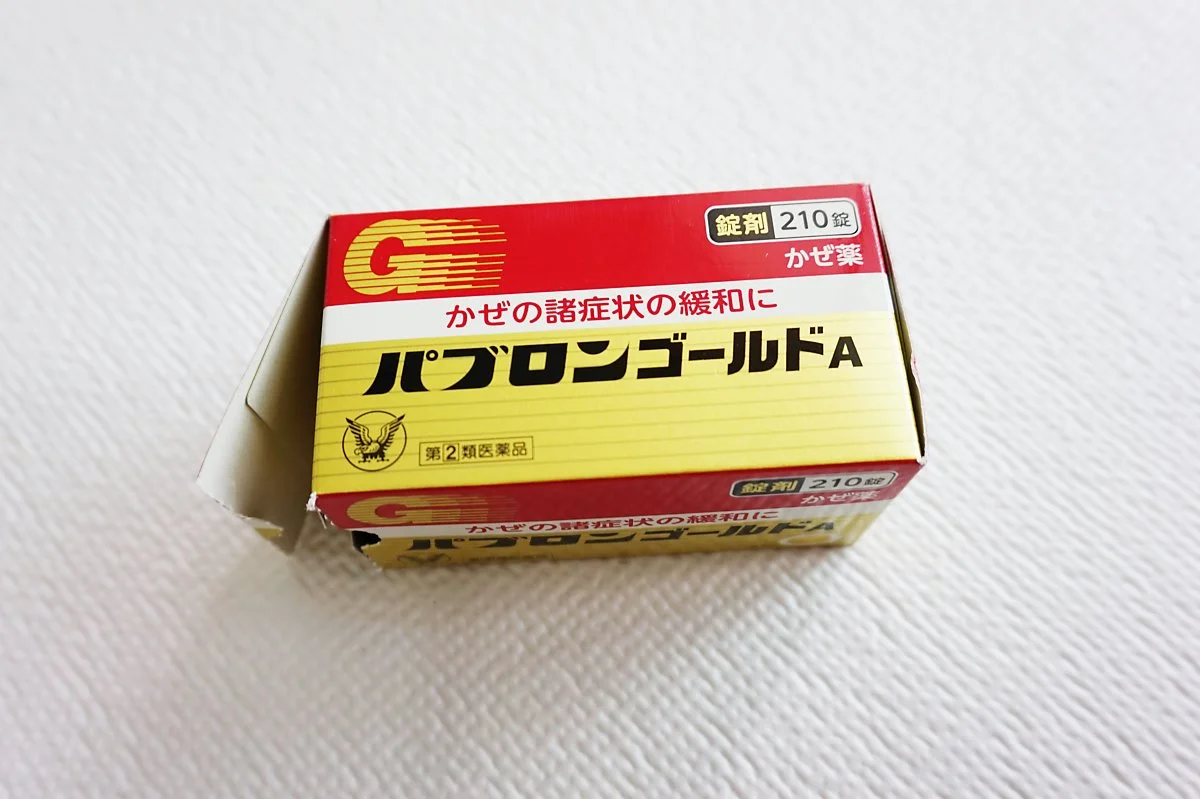 G
錠剤 210錠
かぜ薬
かぜの諸症状の緩和に
パブロンゴールドA
第②類医薬品
G
錠剤 210錠
かぜ薬
かぜの諸症状の緩和に
パブロンゴールドA